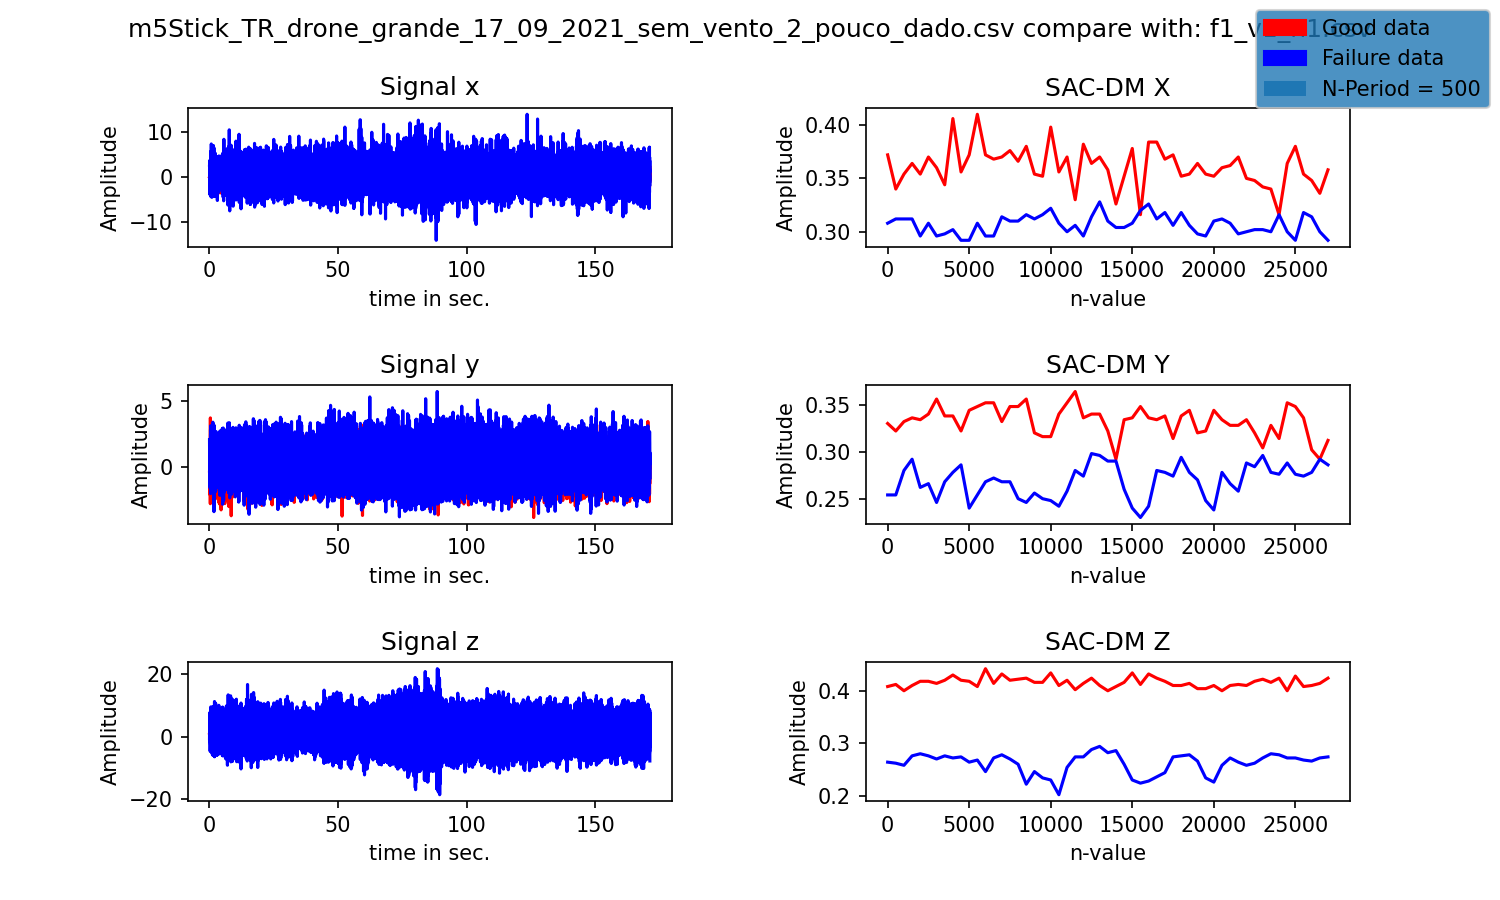 m5Stick_TR_drone_grande_17_09_2021_sem_vento_2_pouco_dado.csv compare with:
Good data
Failure data
N-Period = 500
Signal x
10
0
−10
Amplitude
0 50 100 150
time in sec.
SAC-DM X
0.40
0.35
0.30
Amplitude
0 5000 10000 15000 20000 25000
n-value
Signal y
5
0
Amplitude
0 50 100 150
time in sec.
SAC-DM Y
0.35
0.30
0.25
Amplitude
0 5000 10000 15000 20000 25000
n-value
Signal z
20
0
−20
Amplitude
0 50 100 150
time in sec.
SAC-DM Z
0.4
0.3
0.2
Amplitude
0 5000 10000 15000 20000 25000
n-value